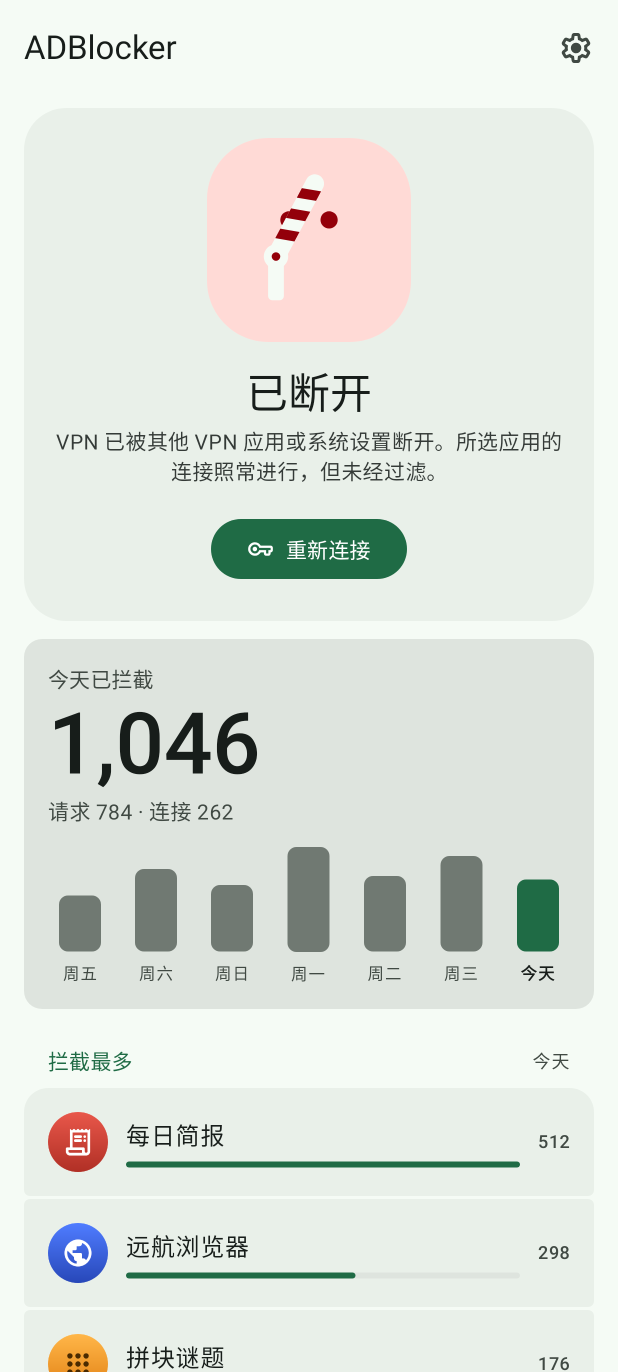 ADBlocker
已断开
VPN 已被其他 VPN 应用或系统设置断开。所选应用的
连接照常进行，但未经过滤。
重新连接
今天已拦截
1,046
请求 784 · 连接 262
周五 周六 周日 周一 周二 周三 今天
拦截最多 今天
每日简报 512
远航浏览器 298
拼块谜题 176